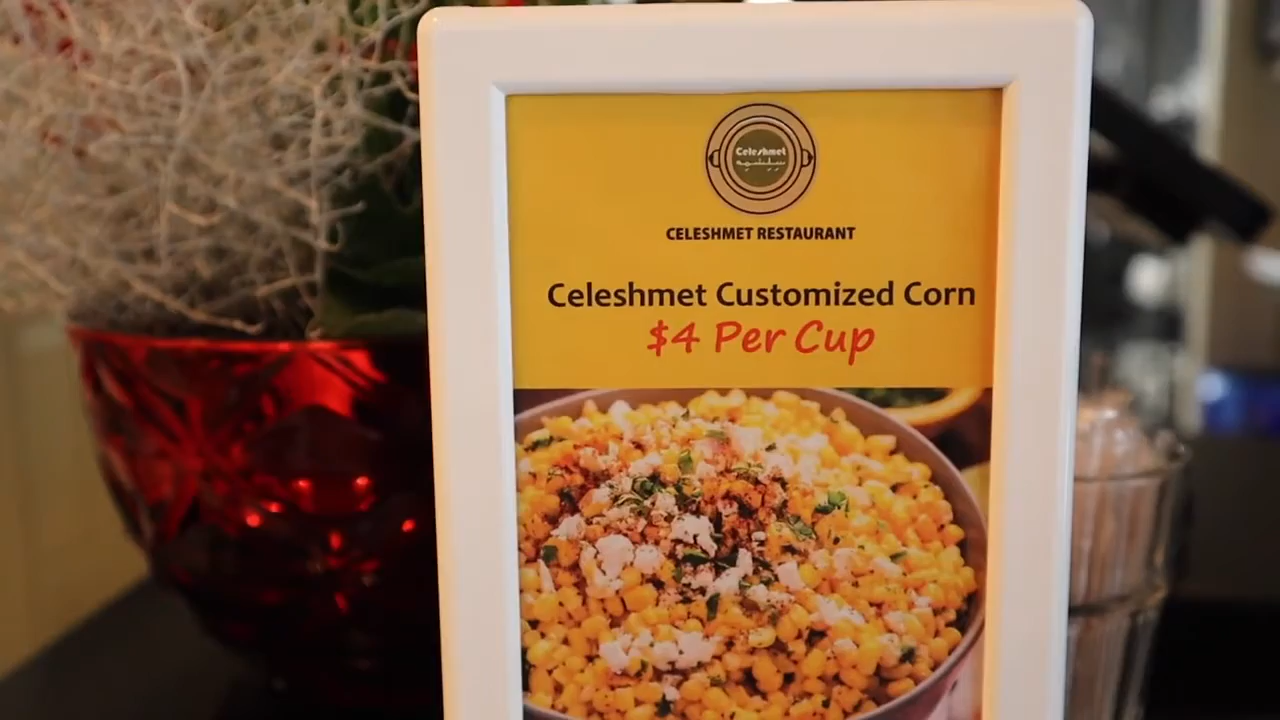 Celeshmet
CELESHMET RESTAURANT
Celeshmet Customized Corn
$4 Per Cup